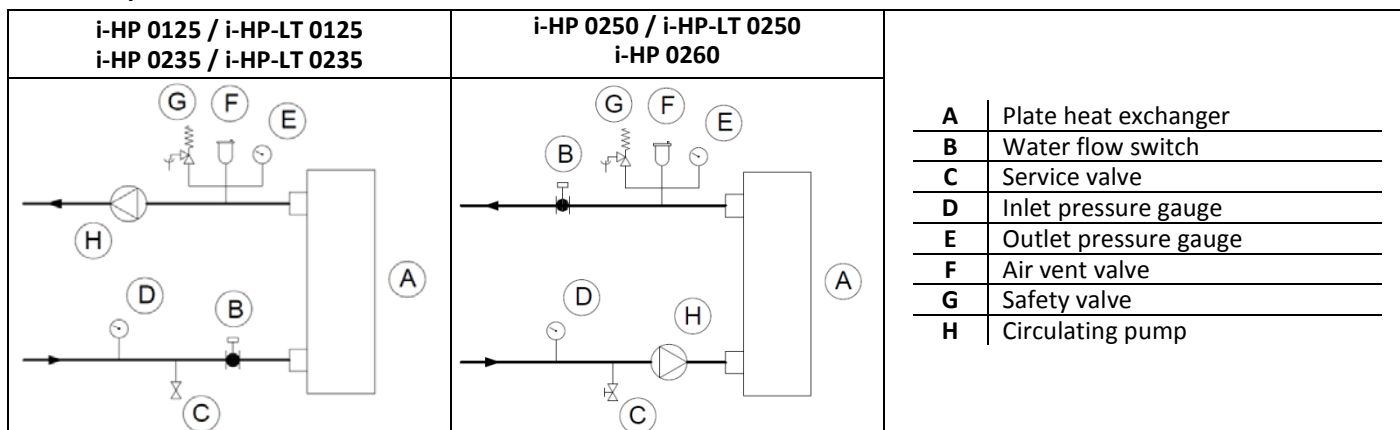 i-HP 0125 / i-HP-LT 0125
i-HP 0235 / i-HP-LT 0235
i-HP 0250 / i-HP-LT 0250
i-HP 0260
G F E
H
A
D B
C
G F E
B
A
D H
C
A Plate heat exchanger
B Water flow switch
C Service valve
D Inlet pressure gauge
E Outlet pressure gauge
F Air vent valve
G Safety valve
H Circulating pump